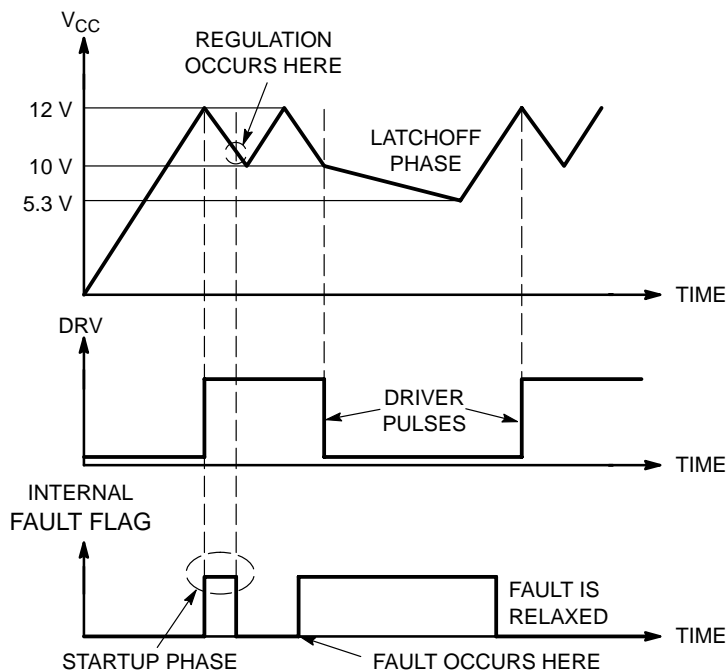 VCC
REGULATION
OCCURS HERE
12 V
LATCHOFF
PHASE
10 V
5.3 V
TIME
DRV
DRIVER
PULSES
TIME
INTERNAL
FAULT FLAG
FAULT IS
RELAXED
TIME
STARTUP PHASE
FAULT OCCURS HERE